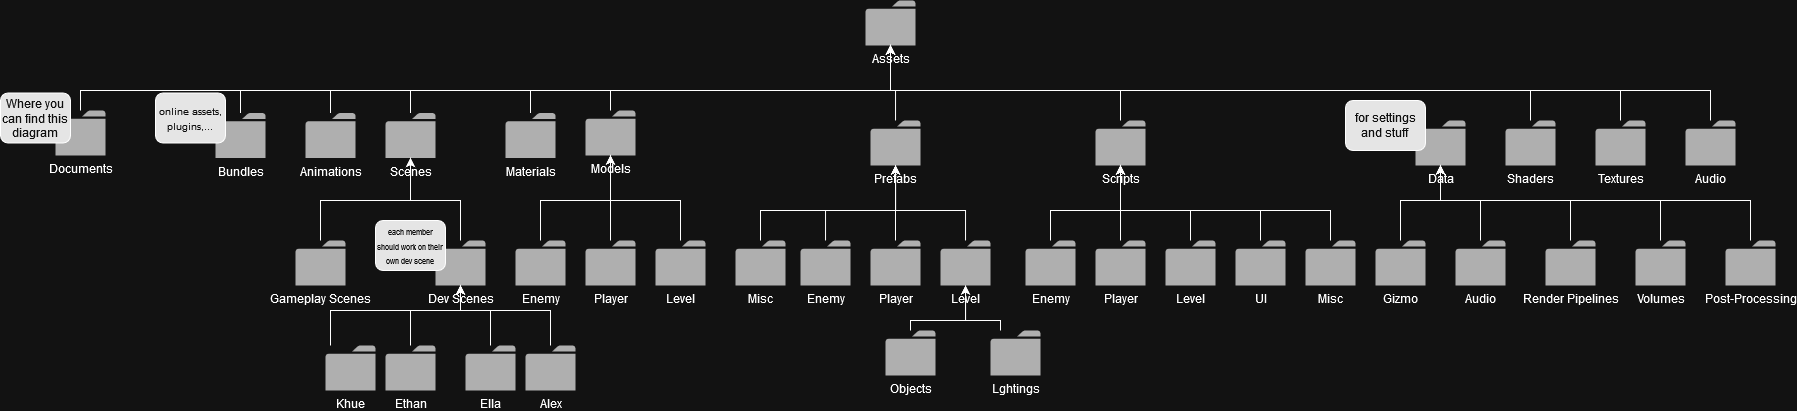 Assets
Where you
can find this
diagram
Documents
online assets,
plugins,...
Bundles
Animations
Scenes
Materials
Models
Prefabs
Scripts
for settings
and stuff
Data
Shaders
Textures
Audio
Gameplay Scenes
each member
should work on their
own dev scene
Dev Scenes
Enemy
Player
Level
Misc
Enemy
Player
Level
Enemy
Player
Level
UI
Misc
Gizmo
Audio
Render Pipelines
Volumes
Post-Processing
Khue
Ethan
Ella
Alex
Objects
Lghtings